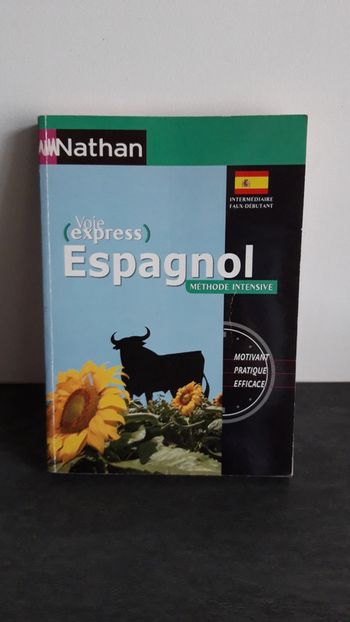 Nathan
INTERMÉDIAIRE
FAUX-DÉBUTANT
Voie
(express)
Espagnol
MÉTHODE INTENSIVE
MOTIVANT
PRATIQUE
EFFICACE